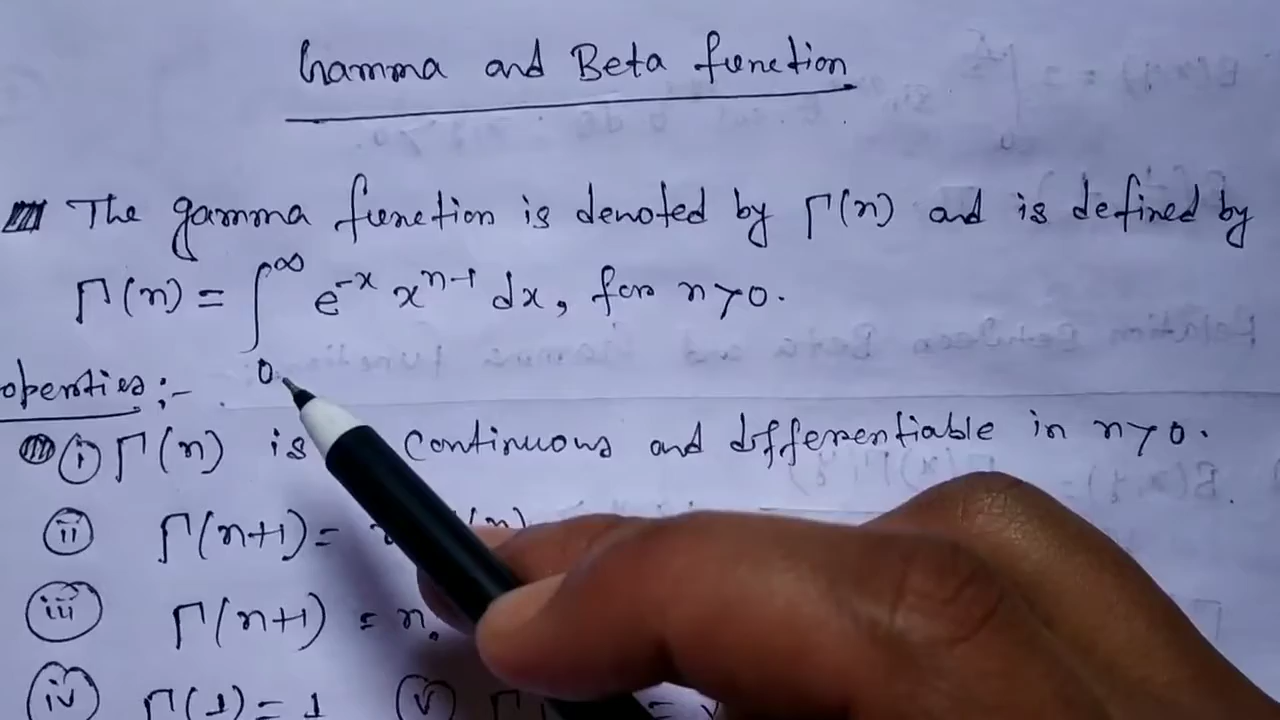 Gamma and Beta function
The gamma function is denoted by Γ(n) and is defined by
Γ(n) = ∫₀^∞ e^-x x^n-1 dx, for n>0.
operties :-
(i) Γ(n) is continuous and differentiable in n>0.
(ii) Γ(n+1) =
(iii) Γ(n+1) = n
(iv) Γ(1) = 1 (v)